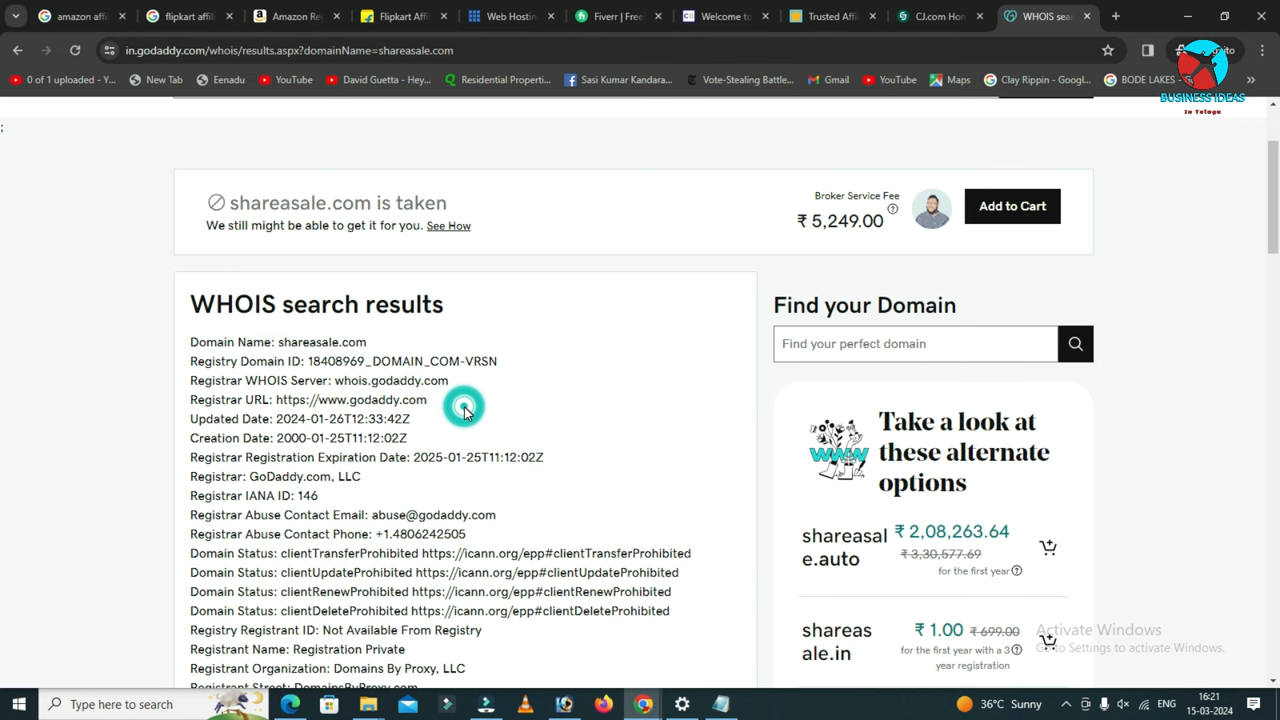 amazon affil
flipkart affili
Amazon Re
Flipkart Affi
Web Hostin
Fiverr | Free
Welcome to
Trusted Affi
CJ.com Hon
WHOIS sear
in.godaddy.com/whois/results.aspx?domainName=shareasale.com
0 of 1 uploaded - Y...
New Tab
Eenadu
YouTube
David Guetta - Hey...
Residential Properti...
Sasi Kumar Kandara...
Vote-Stealing Battle...
Gmail
YouTube
Maps
Clay Rippin - Googl...
BODE LAKES - G
BUSINESS IDEAS
In Telugu
;
shareasale.com is taken
We still might be able to get it for you. See How
Broker Service Fee
₹ 5,249.00
Add to Cart
WHOIS search results
Domain Name: shareasale.com
Registry Domain ID: 18408969_DOMAIN_COM-VRSN
Registrar WHOIS Server: whois.godaddy.com
Registrar URL: https://www.godaddy.com
Updated Date: 2024-01-26T12:33:42Z
Creation Date: 2000-01-25T11:12:02Z
Registrar Registration Expiration Date: 2025-01-25T11:12:02Z
Registrar: GoDaddy.com, LLC
Registrar IANA ID: 146
Registrar Abuse Contact Email: abuse@godaddy.com
Registrar Abuse Contact Phone: +1.4806242505
Domain Status: clientTransferProhibited https://icann.org/epp#clientTransferProhibited
Domain Status: clientUpdateProhibited https://icann.org/epp#clientUpdateProhibited
Domain Status: clientRenewProhibited https://icann.org/epp#clientRenewProhibited
Domain Status: clientDeleteProhibited https://icann.org/epp#clientDeleteProhibited
Registry Registrant ID: Not Available From Registry
Registrant Name: Registration Private
Registrant Organization: Domains By Proxy, LLC
Registrant Street: DomainsByProxy.com
Find your Domain
Find your perfect domain
WWW
Take a look at
these alternate
options
shareasal
e.auto
₹ 2,08,263.64
₹ 3,30,577.69
for the first year
shareas
ale.in
₹ 1.00 ₹ 699.00
for the first year with a 3
year registration
Activate Windows
Go to Settings to activate Windows.
Type here to search
36°C Sunny
ENG
16:21
15-03-2024